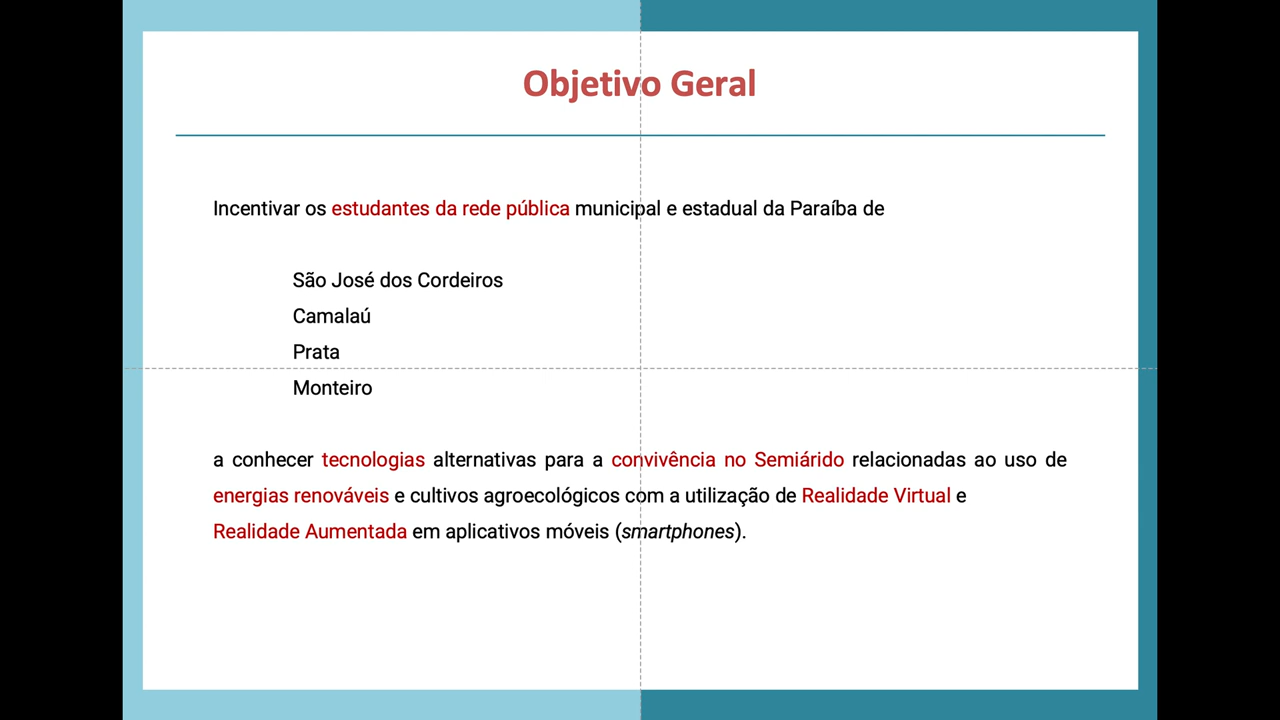 Objetivo Geral
Incentivar os estudantes da rede pública municipal e estadual da Paraíba de
São José dos Cordeiros
Camalaú
Prata
Monteiro
a conhecer tecnologias alternativas para a convivência no Semiárido relacionadas ao uso de
energias renováveis e cultivos agroecológicos com a utilização de Realidade Virtual e
Realidade Aumentada em aplicativos móveis (smartphones).